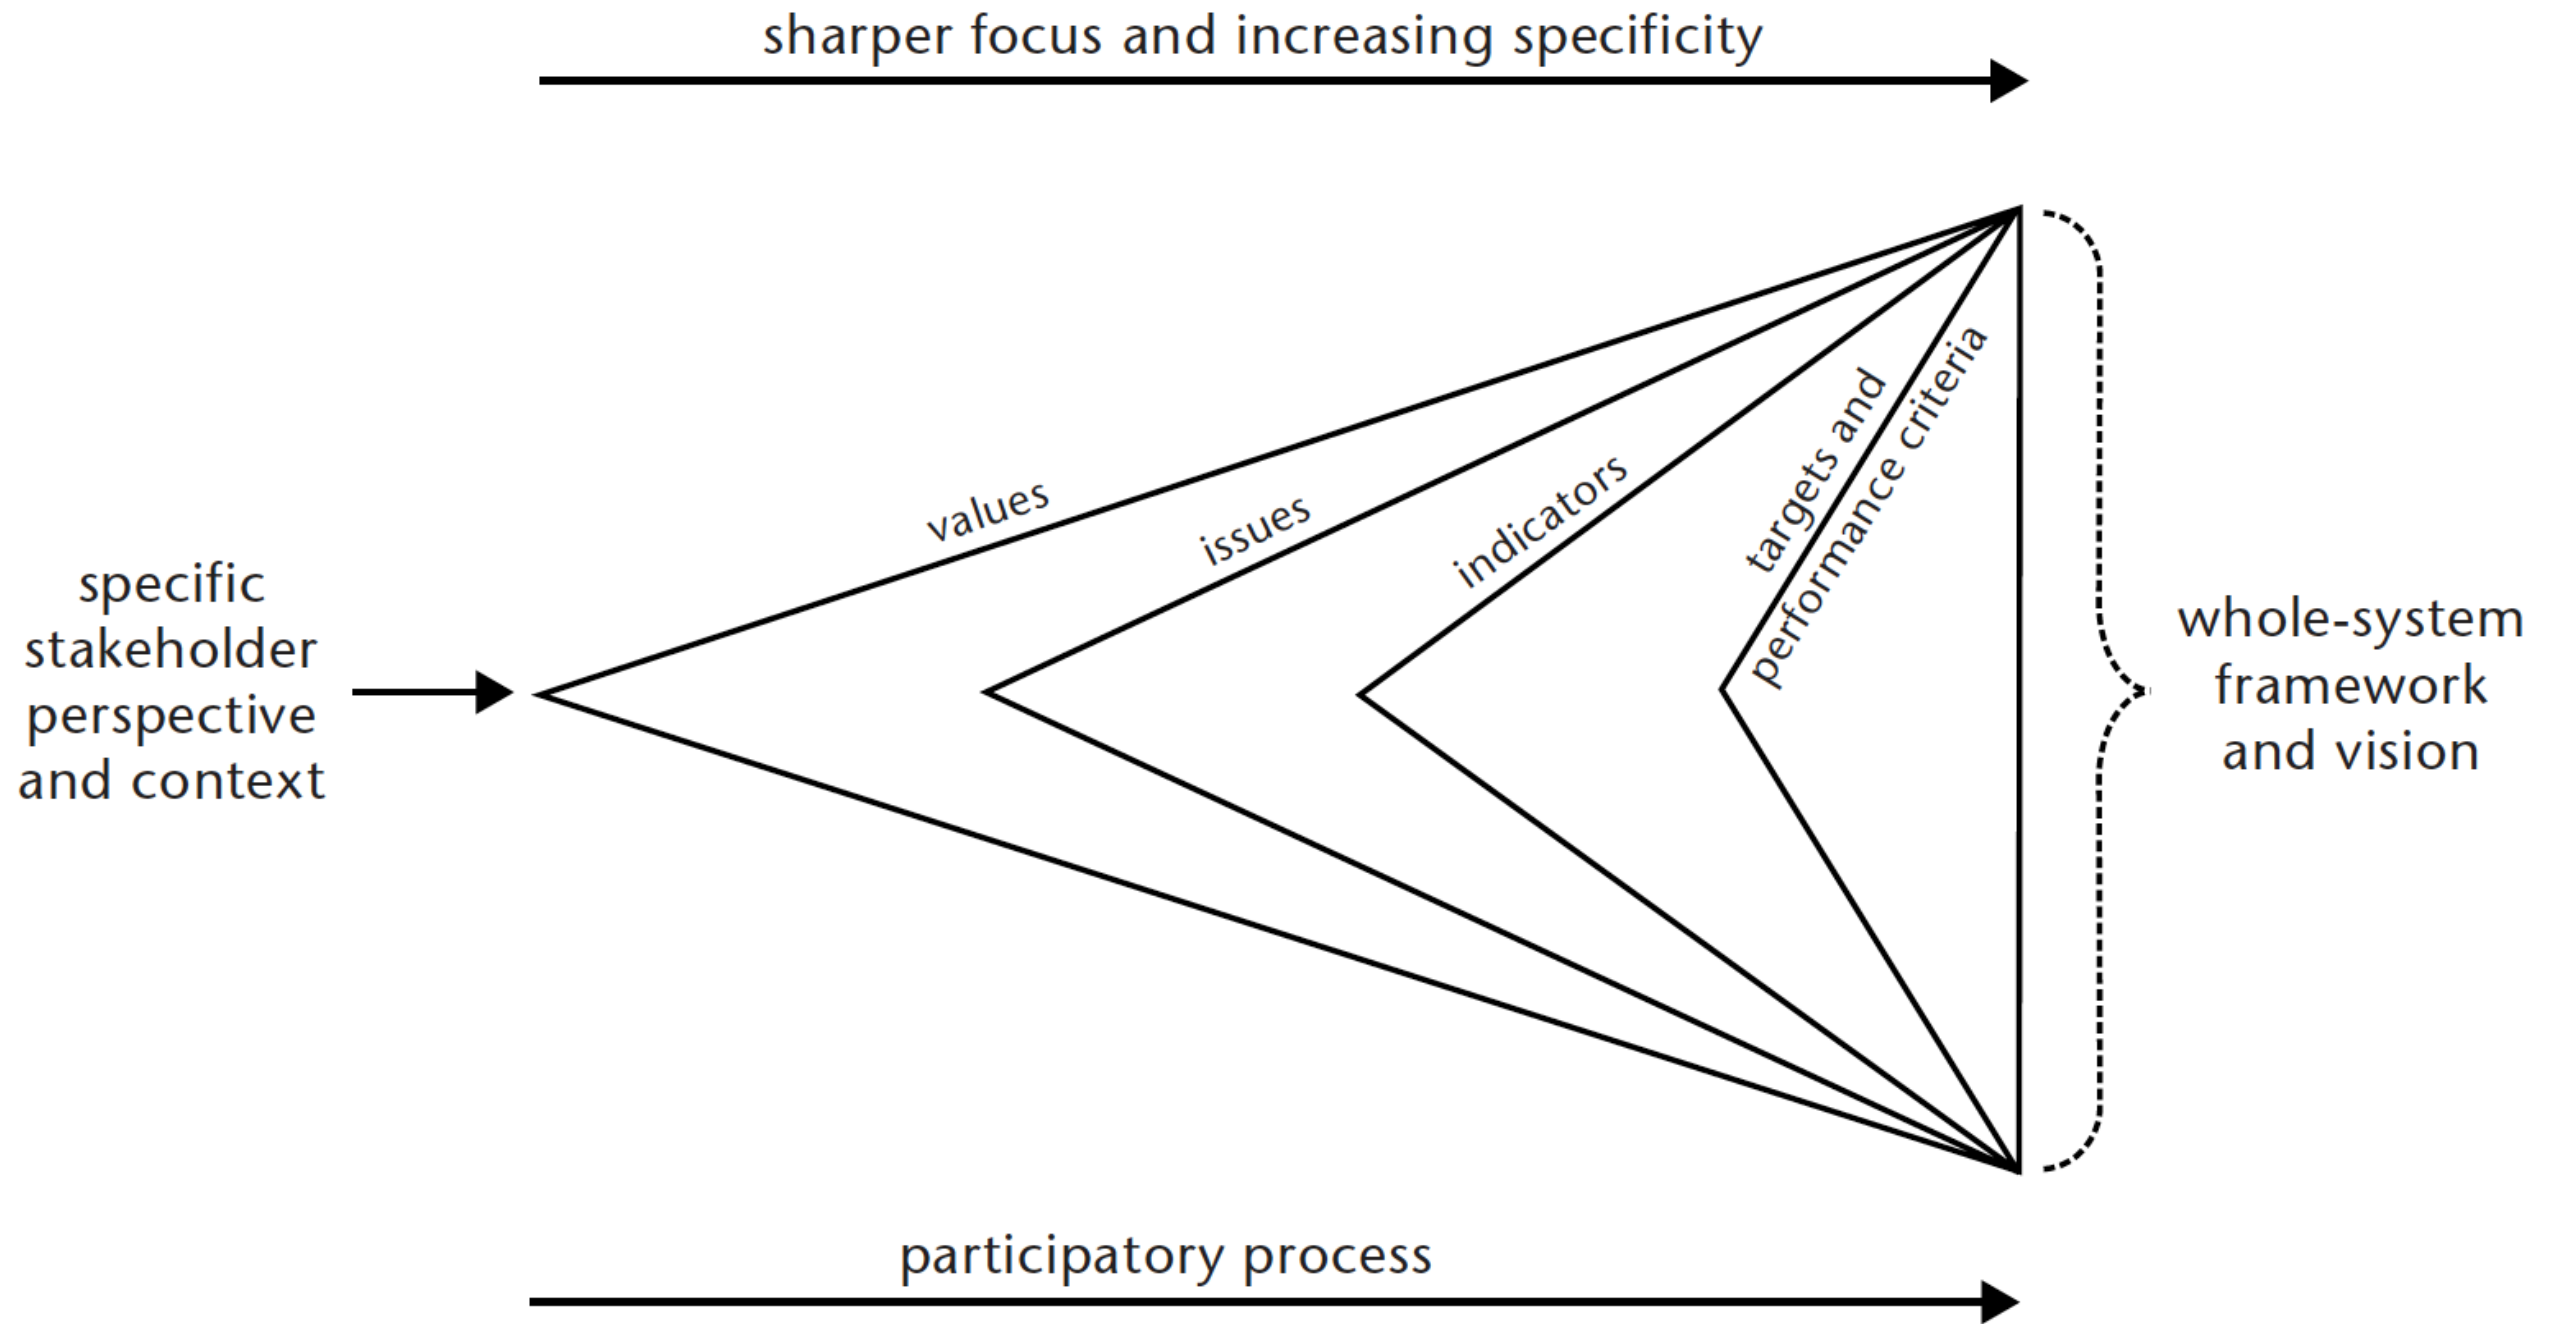 sharper focus and increasing specificity
values
issues
indicators
targets and
performance criteria
specific
stakeholder
perspective
and context
whole-system
framework
and vision
participatory process